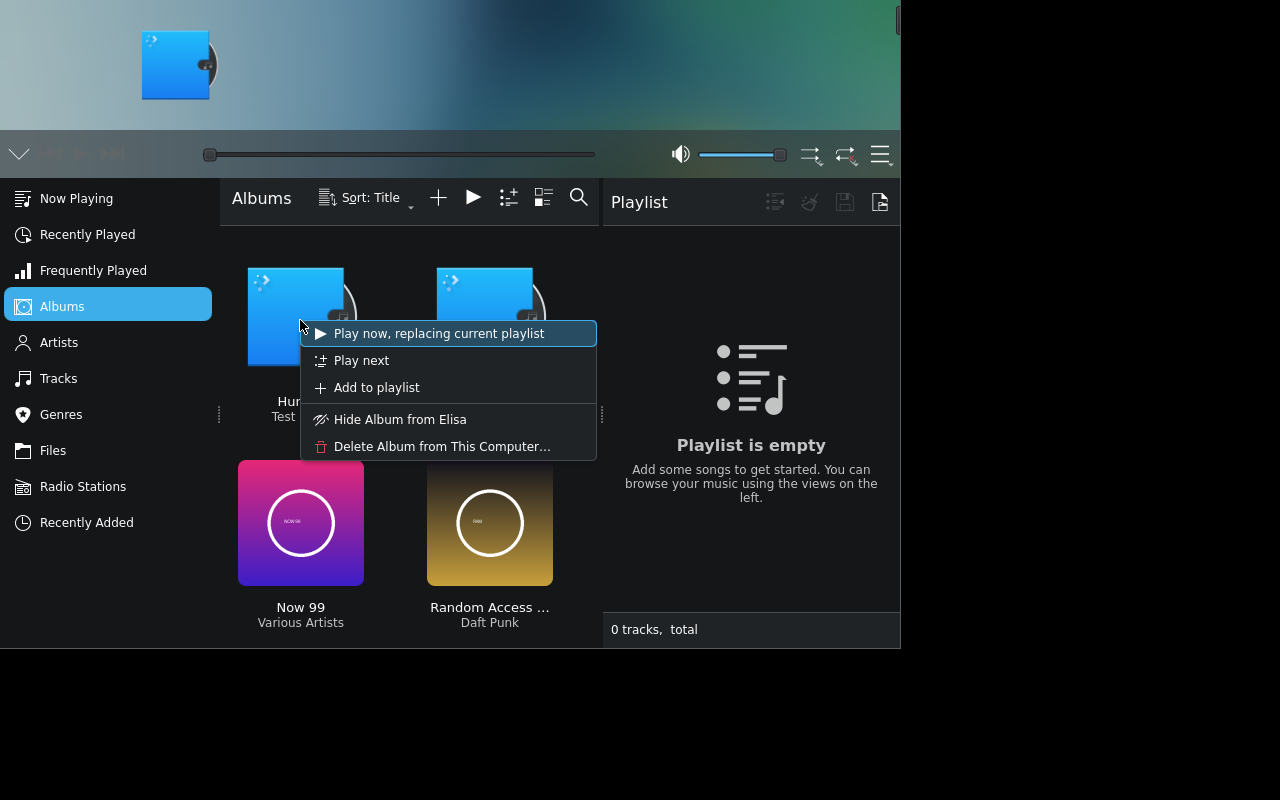 Now Playing
Recently Played
Frequently Played
Albums
Artists
Tracks
Genres
Files
Radio Stations
Recently Added
Albums
Sort: Title
Play now, replacing current playlist
Play next
Add to playlist
Hide Album from Elisa
Delete Album from This Computer...
Test
NOW 99
RAM
Now 99
Various Artists
Random Access ...
Daft Punk
Playlist
Playlist is empty
Add some songs to get started. You can
browse your music using the views on the
left.
0 tracks,  total